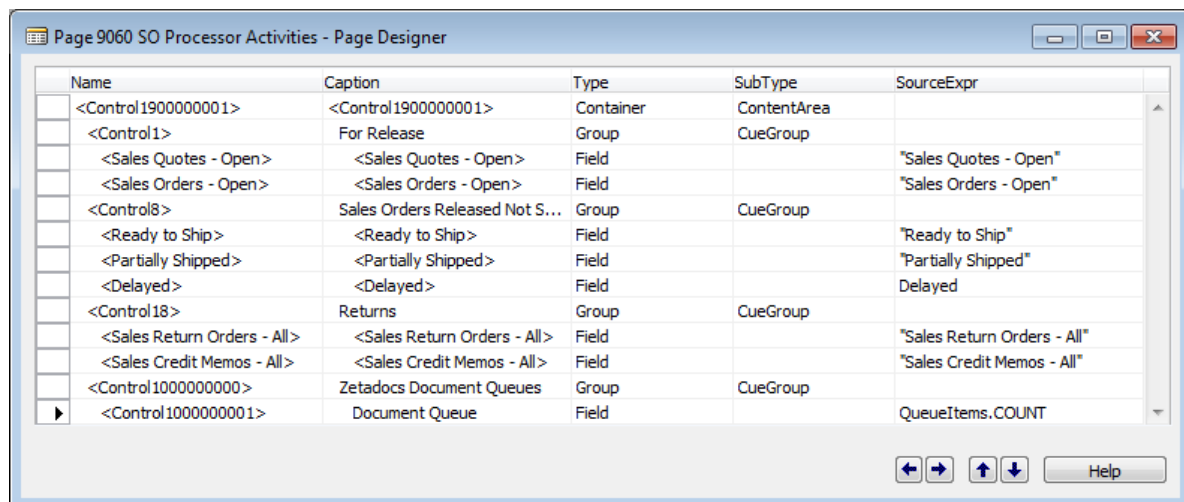 Page 9060 SO Processor Activities - Page Designer
Name Caption Type SubType SourceExpr
<Control1900000001> <Control1900000001> Container ContentArea
<Control1> For Release Group CueGroup
<Sales Quotes - Open> <Sales Quotes - Open> Field "Sales Quotes - Open"
<Sales Orders - Open> <Sales Orders - Open> Field "Sales Orders - Open"
<Control8> Sales Orders Released Not S... Group CueGroup
<Ready to Ship> <Ready to Ship> Field "Ready to Ship"
<Partially Shipped> <Partially Shipped> Field "Partially Shipped"
<Delayed> <Delayed> Field Delayed
<Control18> Returns Group CueGroup
<Sales Return Orders - All> <Sales Return Orders - All> Field "Sales Return Orders - All"
<Sales Credit Memos - All> <Sales Credit Memos - All> Field "Sales Credit Memos - All"
<Control1000000000> Zetadocs Document Queues Group CueGroup
<Control1000000001> Document Queue Field QueueItems.COUNT
Help